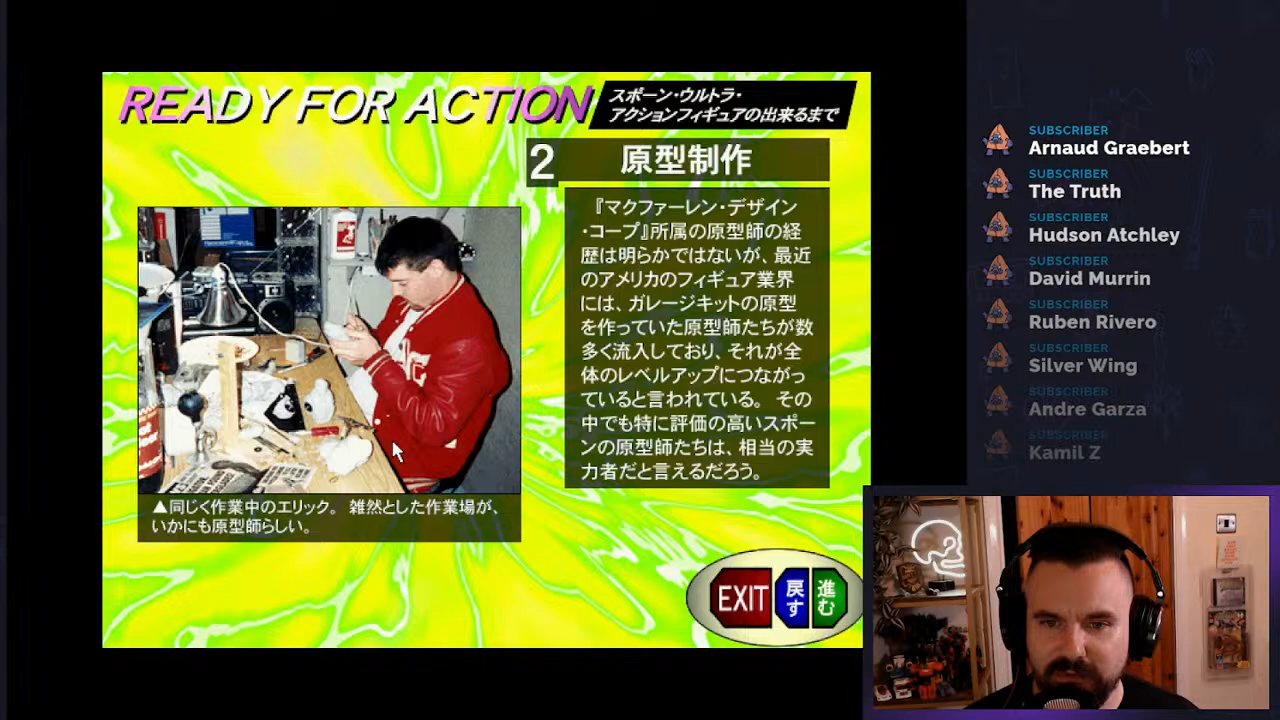 READY FOR ACTION
スポーン・ウルトラ・
アクションフィギュアの出来るまで
2 原型制作
『マクファーレン・デザイン
・コープ』所属の原型師の経
歴は明らかではないが、最近
のアメリカのフィギュア業界
には、ガレージキットの原型
を作っていた原型師たちが数
多く流入しており、それが全
体のレベルアップにつながっ
ていると言われている。その
中でも特に評価の高いスポー
ンの原型師たちは、相当の実
力者だと言えるだろう。
▲同じく作業中のエリック。雑然とした作業場が、
いかにも原型師らしい。
EXIT
戻す
進む
SUBSCRIBER
Arnaud Graebert
SUBSCRIBER
The Truth
SUBSCRIBER
Hudson Atchley
SUBSCRIBER
David Murrin
SUBSCRIBER
Ruben Rivero
SUBSCRIBER
Silver Wing
SUBSCRIBER
Andre Garza
SUBSCRIBER
Kamil Z